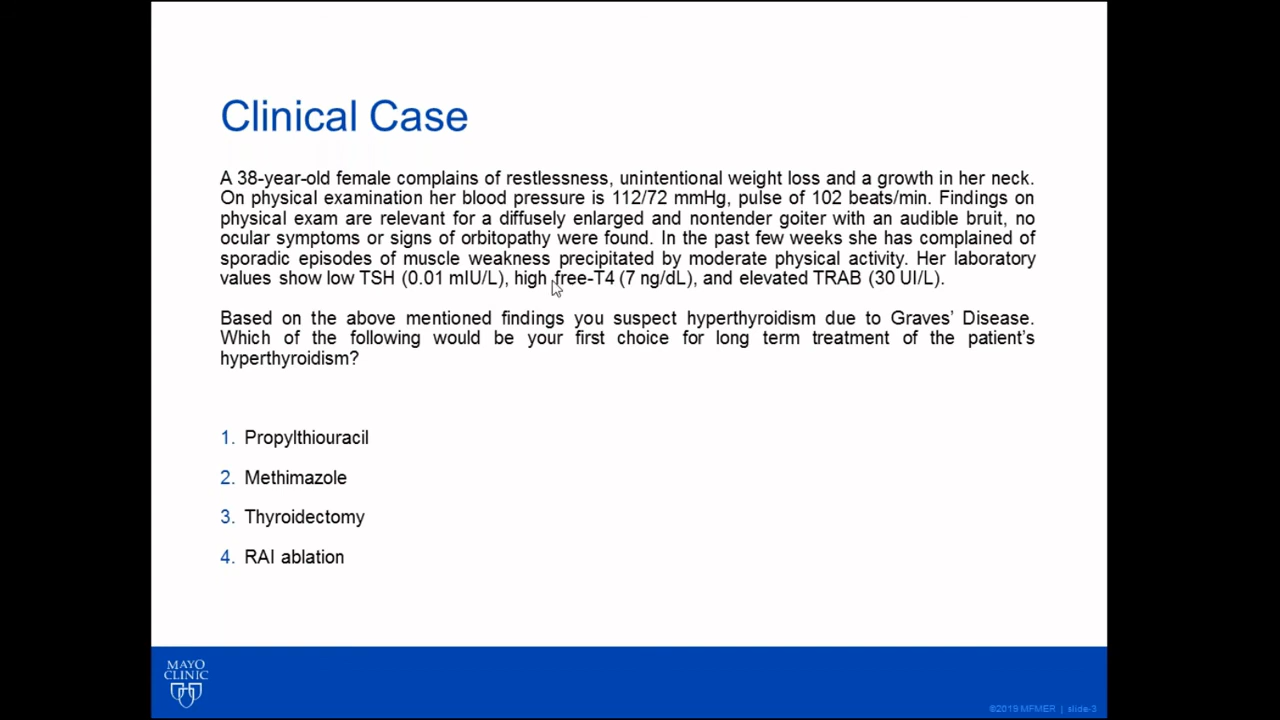 Clinical Case
A 38-year-old female complains of restlessness, unintentional weight loss and a growth in her neck.
On physical examination her blood pressure is 112/72 mmHg, pulse of 102 beats/min. Findings on
physical exam are relevant for a diffusely enlarged and nontender goiter with an audible bruit, no
ocular symptoms or signs of orbitopathy were found. In the past few weeks she has complained of
sporadic episodes of muscle weakness precipitated by moderate physical activity. Her laboratory
values show low TSH (0.01 mIU/L), high free-T4 (7 ng/dL), and elevated TRAB (30 UI/L).
Based on the above mentioned findings you suspect hyperthyroidism due to Graves’ Disease.
Which of the following would be your first choice for long term treatment of the patient’s
hyperthyroidism?
1. Propylthiouracil
2. Methimazole
3. Thyroidectomy
4. RAI ablation
MAYO
CLINIC
©2019 MFMER | slide-3